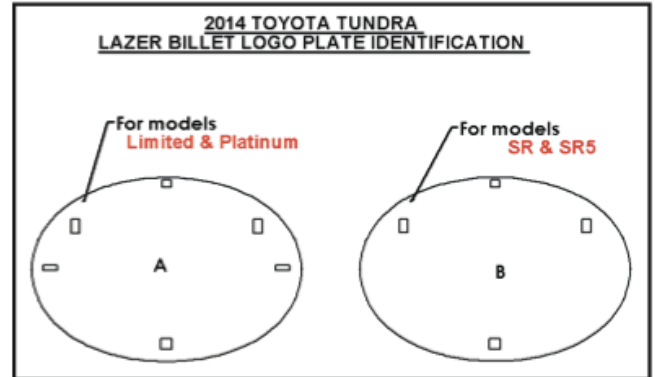 2014 TOYOTA TUNDRA
LAZER BILLET LOGO PLATE IDENTIFICATION
For models
Limited & Platinum
For models
SR & SR5
A
B